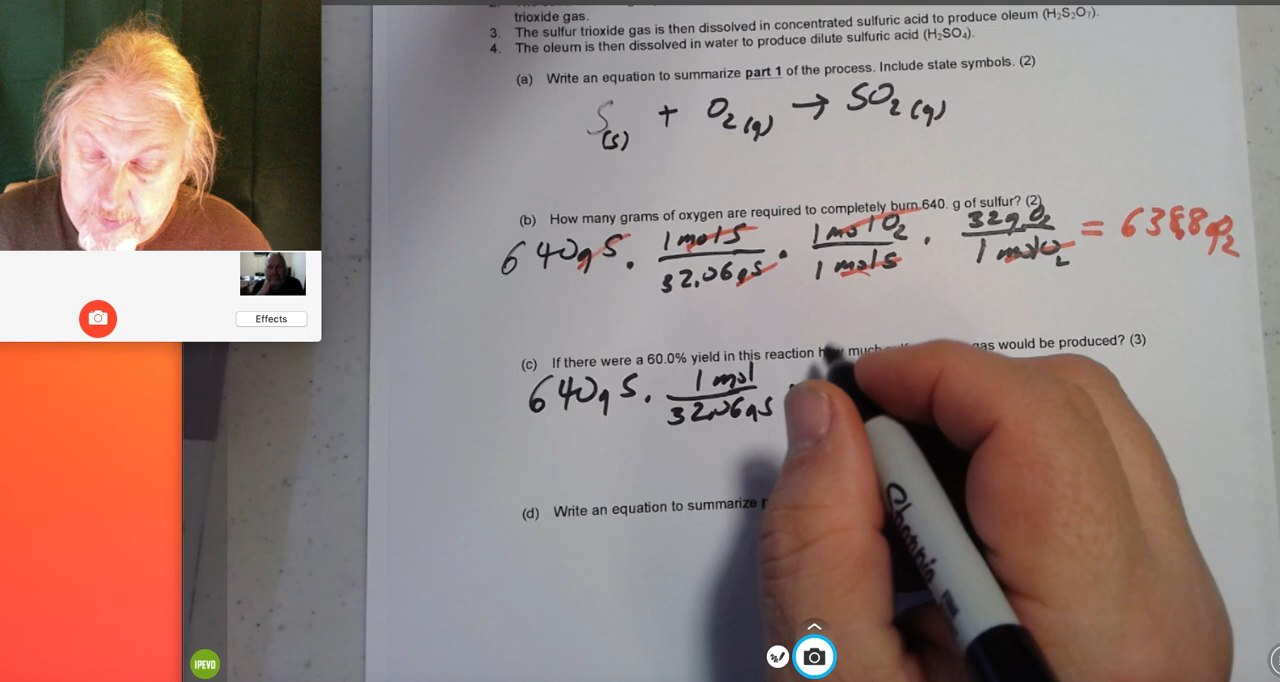 trioxide gas.
3. The sulfur trioxide gas is then dissolved in concentrated sulfuric acid to produce oleum (H₂S₂O₇).
4. The oleum is then dissolved in water to produce dilute sulfuric acid (H₂SO₄).
(a) Write an equation to summarize part 1 of the process. Include state symbols. (2)
S(s) + O₂(g) → SO₂(g)
(b) How many grams of oxygen are required to completely burn 640. g of sulfur? (2)
640g S · 1 mol S / 32.06g S · 1 mol O₂ / 1 mol S · 32g O₂ / 1 mol O₂ = g O₂
(c) If there were a 60.0% yield in this reaction how much gas would be produced? (3)
640g S · 1 mol / 32.06g S
(d) Write an equation to summarize
Effects
IPEVO
Sharpie